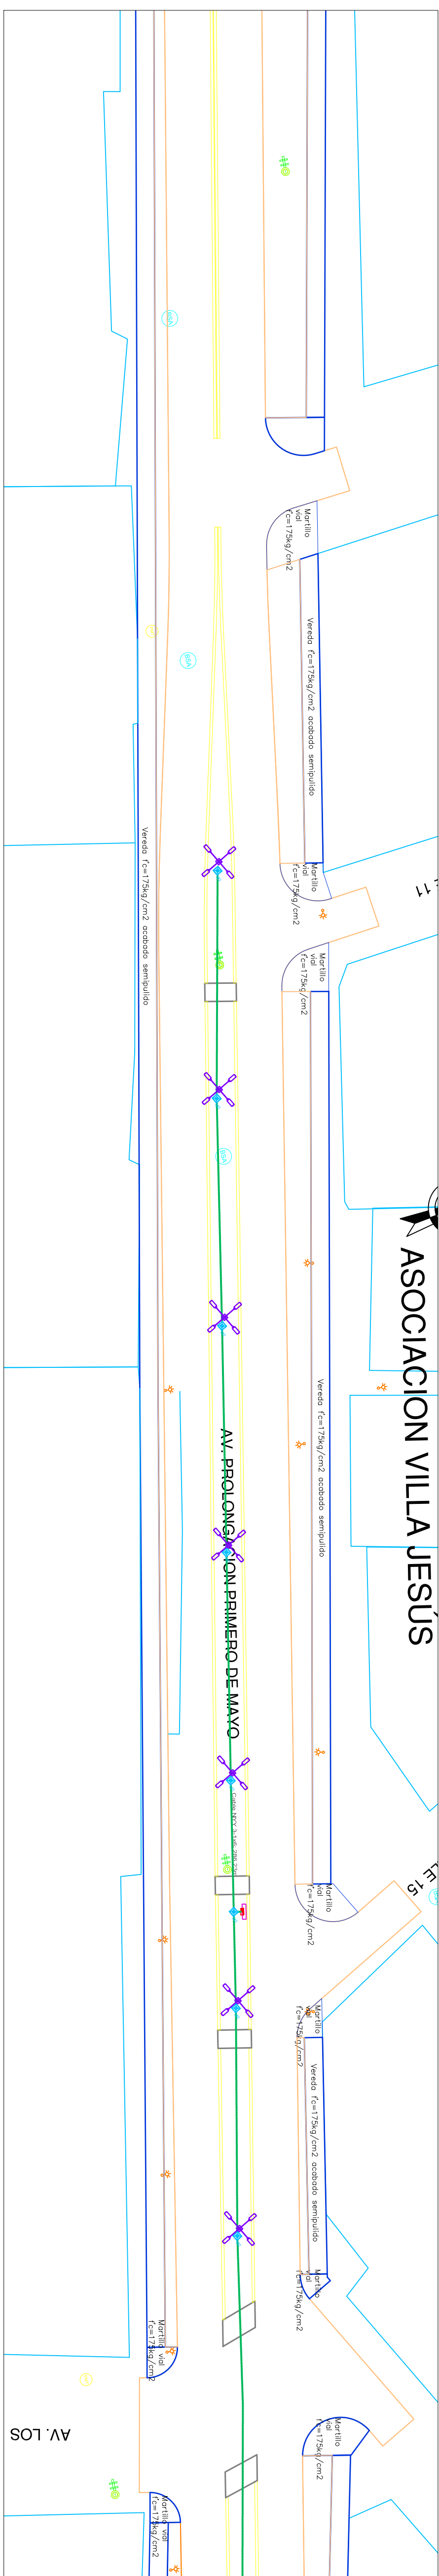 Martillo
vial
f'c=175kg/cm2
Vereda f'c=175kg/cm2 acabado semipulido
Martillo
vial
f'c=175kg/cm2
Vereda f'c=175kg/cm2 acabado semipulido
11
Martillo
vial
f'c=175kg/cm2
ASOCIACION VILLA JESÚS
Vereda f'c=175kg/cm2 acabado semipulido
AV. PROLONGACION PRIMERO DE MAYO
Martillo
vial
f'c=175kg/cm2
15
Martillo
vial
f'c=175kg/cm2
Vereda f'c=175kg/cm2 acabado semipulido
Martillo
vial
f'c=175kg/cm2
Martillo vial
f'c=175kg/cm2
AV. LOS
Martillo
vial
f'c=175kg/cm2
Martillo vial
f'c=175kg/cm2